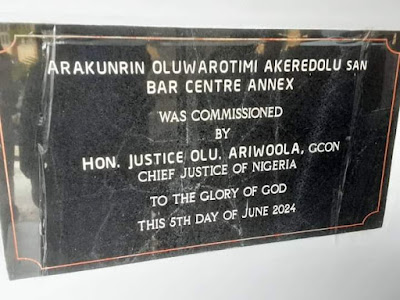 ARAKUNRIN OLUWAROTIMI AKEREDOLU SAN
BAR CENTRE ANNEX
WAS COMMISSIONED
BY
HON. JUSTICE OLU. ARIWOOLA, GCON
CHIEF JUSTICE OF NIGERIA
TO THE GLORY OF GOD
THIS 5TH DAY OF JUNE 2024